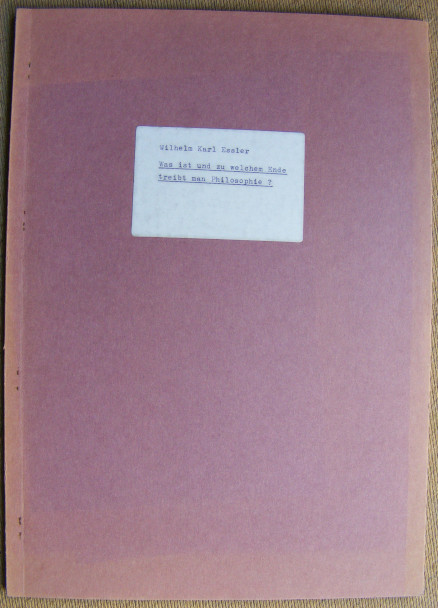 Wilhelm Karl Essler
Was ist und zu welchem Ende
treibt man Philosophie ?